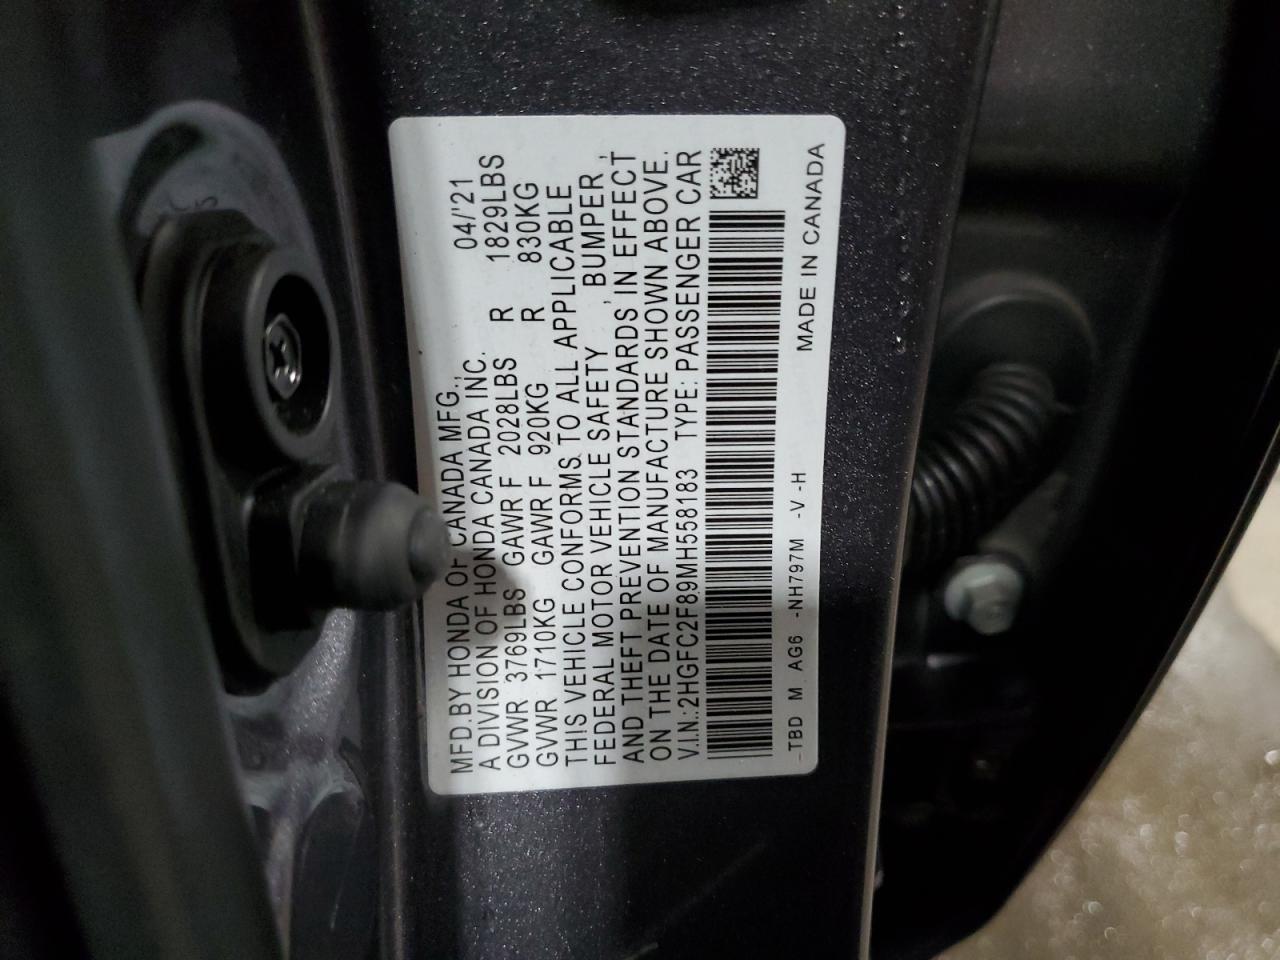 MFD.BY HONDA OF CANADA MFG., 04/'21
A DIVISION OF HONDA CANADA INC.
GVWR 3769LBS GAWR F 2028LBS R 1829LBS
GVWR 1710KG GAWR F 920KG R 830KG
THIS VEHICLE CONFORMS TO ALL APPLICABLE
FEDERAL MOTOR VEHICLE SAFETY , BUMPER ,
AND THEFT PREVENTION STANDARDS IN EFFECT
ON THE DATE OF MANUFACTURE SHOWN ABOVE.
V.I.N.:2HGFC2F89MH558183 TYPE: PASSENGER CAR
TBD M AG6 -NH797M -V -H MADE IN CANADA